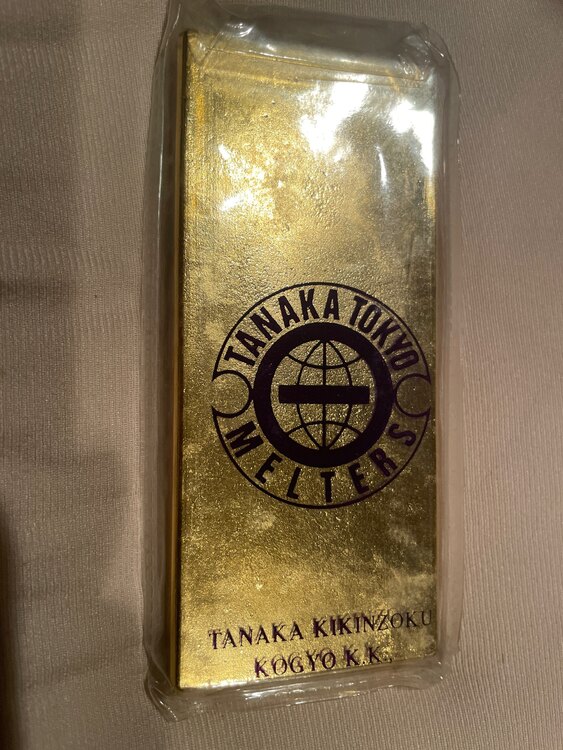 TANAKA TOKYO
MELTERS
TANAKA KIKINZOKU
KOGYO K.K.